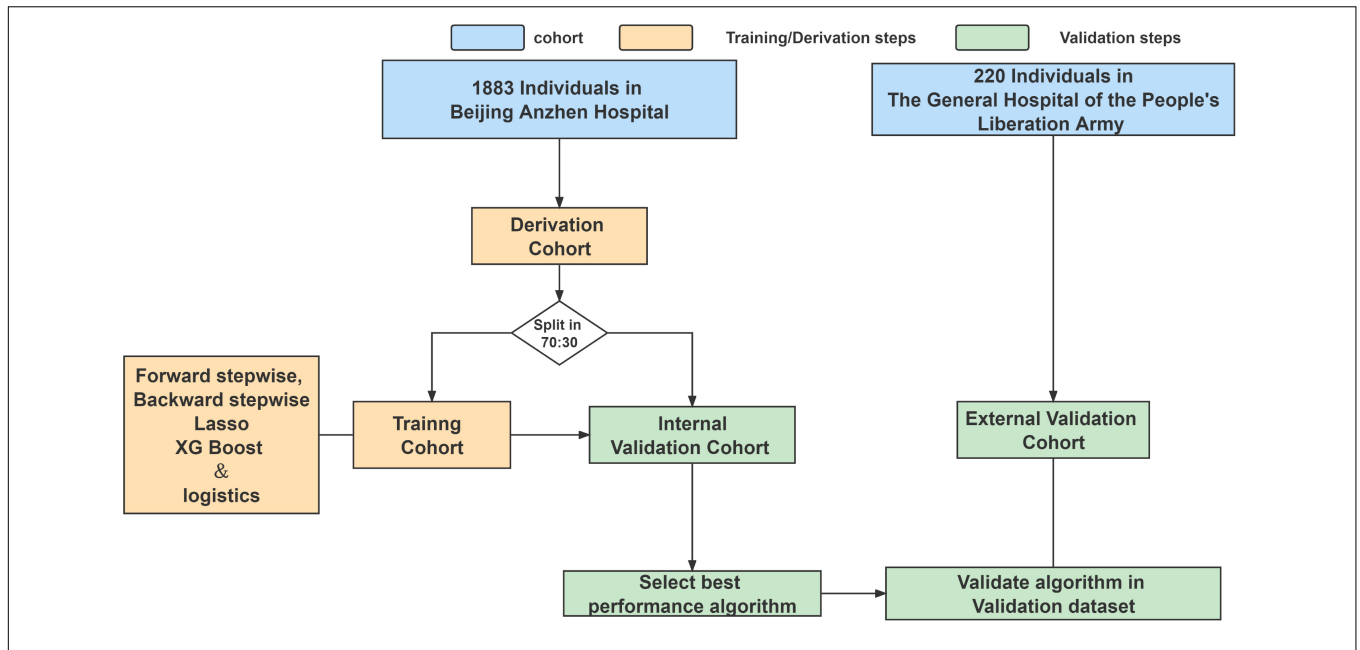 cohort
Training/Derivation steps
Validation steps
1883 Individuals in
Beijing Anzhen Hospital
220 Individuals in
The General Hospital of the People's
Liberation Army
Derivation
Cohort
Split in
70:30
Forward stepwise,
Backward stepwise
Lasso
XG Boost
&
logistics
Trainng
Cohort
Internal
Validation Cohort
External Validation
Cohort
Select best
performance algorithm
Validate algorithm in
Validation dataset